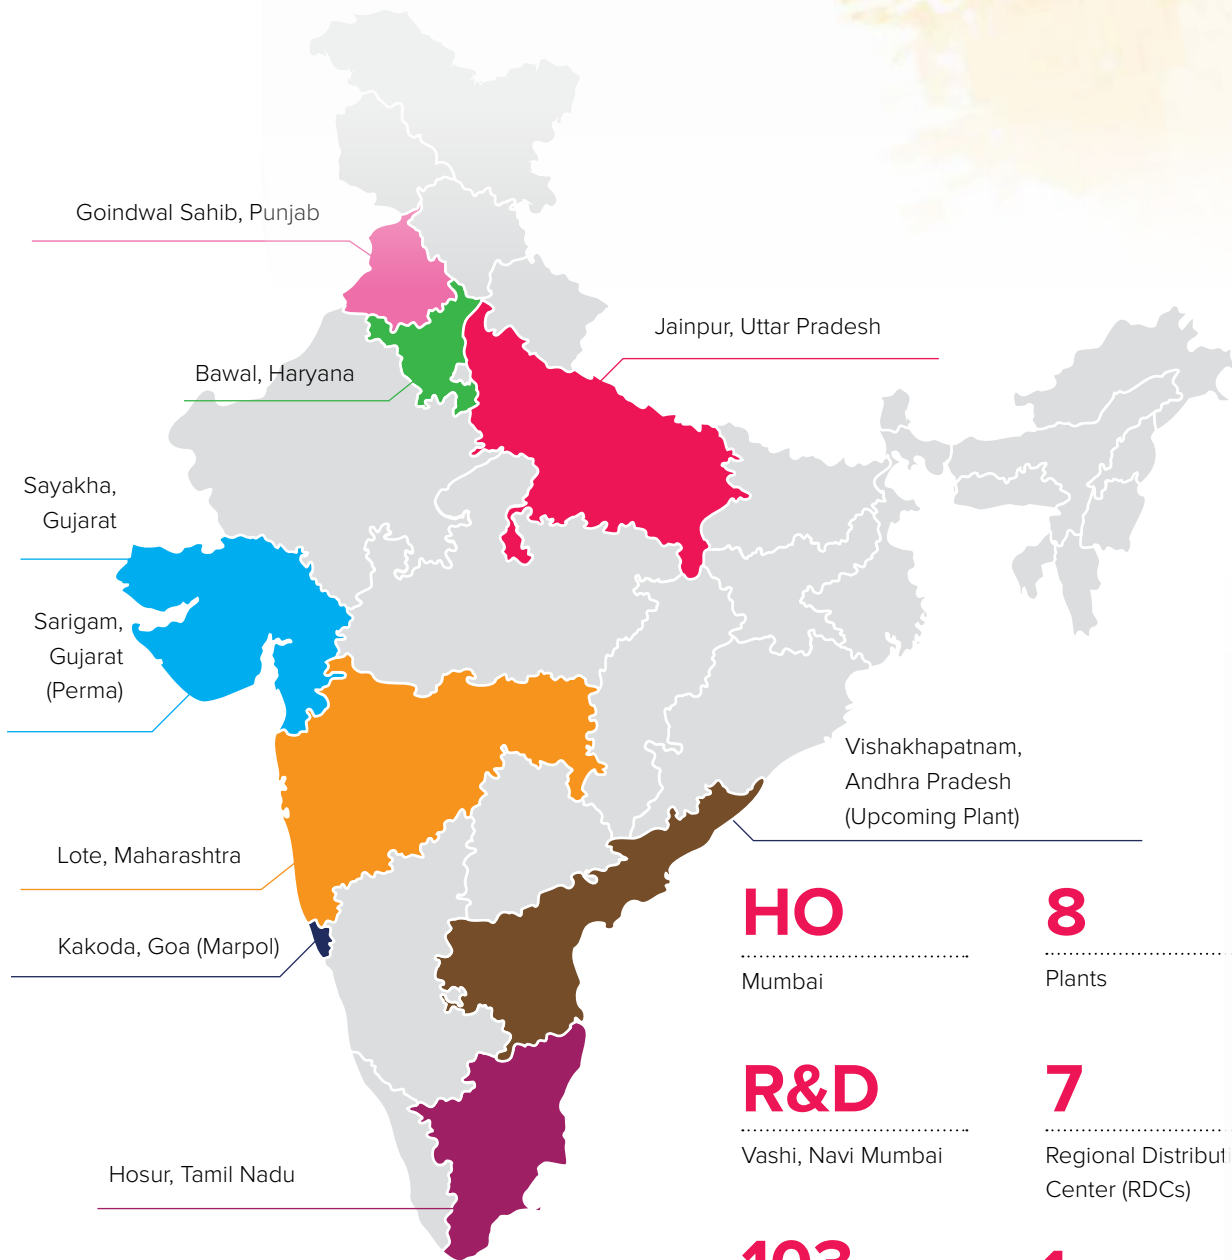 Goindwal Sahib, Punjab
Jainpur, Uttar Pradesh
Bawal, Haryana
Sayakha,
Gujarat
Sarigam,
Gujarat
(Perma)
Vishakhapatnam,
Andhra Pradesh
(Upcoming Plant)
Lote, Maharashtra
Kakoda, Goa (Marpol)
Hosur, Tamil Nadu
HO
Mumbai
8
Plants
R&D
Vashi, Navi Mumbai
7
Regional
Center (RDCs)